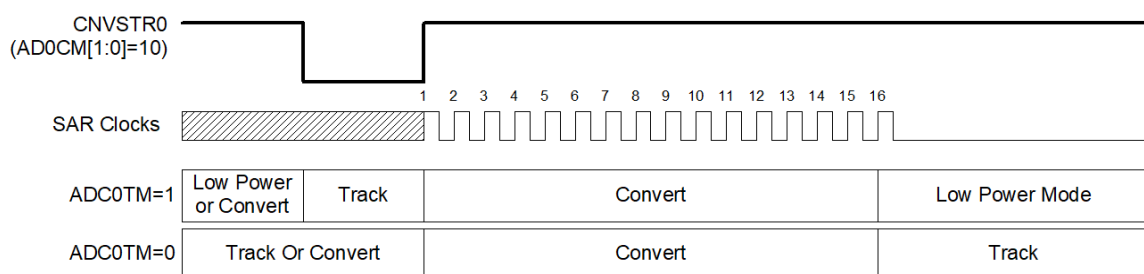 CNVSTR0
(AD0CM[1:0]=10)
1 2 3 4 5 6 7 8 9 10 11 12 13 14 15 16
SAR Clocks
ADC0TM=1
Low Power
or Convert
Track
Convert
Low Power Mode
ADC0TM=0
Track Or Convert
Convert
Track